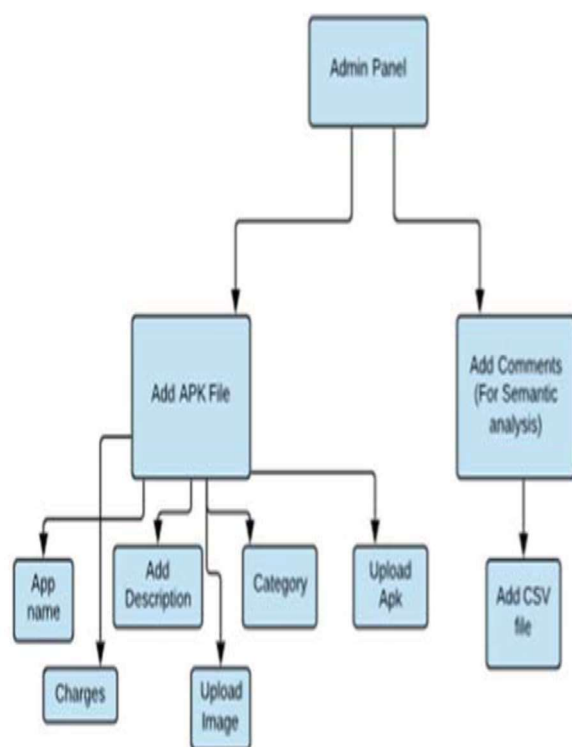 Admin Panel
Add APK File
Add Comments
(For Semantic
analysis)
App
name
Add
Description
Category
Upload
Apk
Add CSV
file
Charges
Upload
Image